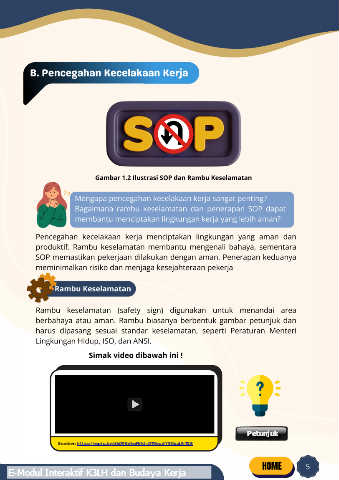 B. Pencegahan Kecelakaan Kerja
SOP
Gambar 1.2 Ilustrasi SOP dan Rambu Keselamatan
Mengapa pencegahan kecelakaan kerja sangat penting?
Bagaimana rambu keselamatan dan penerapan SOP dapat
membantu menciptakan lingkungan kerja yang lebih aman?
Pencegahan kecelakaan kerja menciptakan lingkungan yang aman dan
produktif. Rambu keselamatan membantu mengenali bahaya, sementara
SOP memastikan pekerjaan dilakukan dengan aman. Penerapan keduanya
meminimalkan risiko dan menjaga kesejahteraan pekerja
Rambu Keselamatan
Rambu keselamatan (safety sign) digunakan untuk menandai area
berbahaya atau aman. Rambu biasanya berbentuk gambar petunjuk dan
harus dipasang sesuai standar keselamatan, seperti Peraturan Menteri
Lingkungan Hidup, ISO, dan ANSI.
Simak video dibawah ini !
Sumber:
?
Petunjuk
HOME
5
E-Modul Interaktif K3LH dan Budaya Kerja